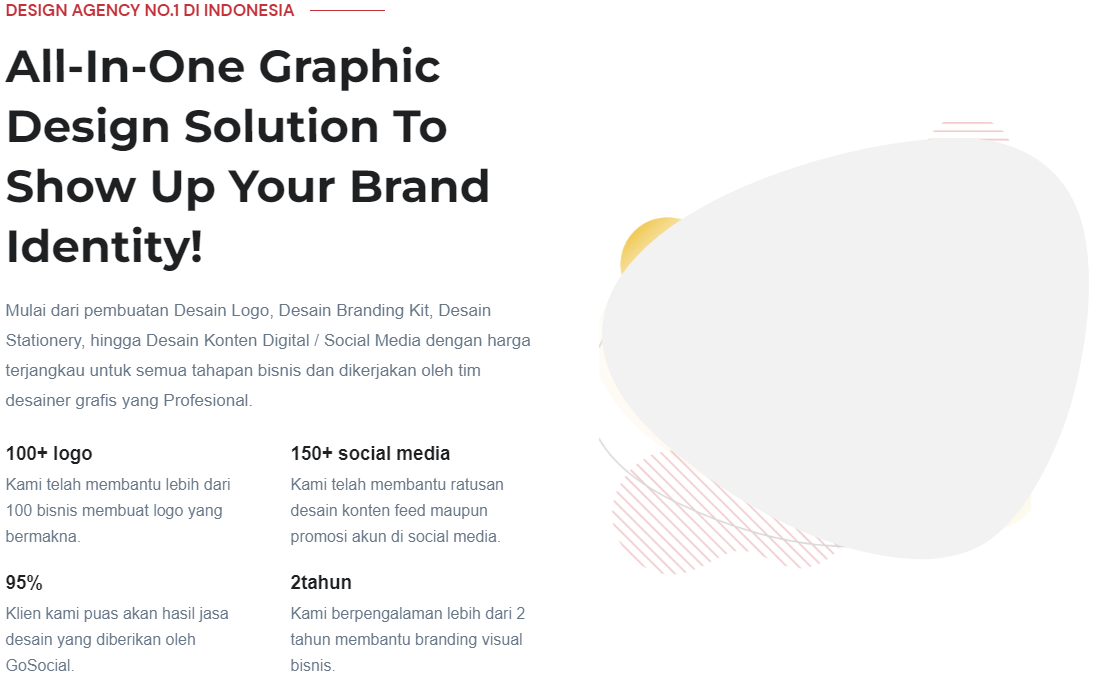 DESIGN AGENCY NO.1 DI INDONESIA
All-In-One Graphic
Design Solution To
Show Up Your Brand
Identity!
Mulai dari pembuatan Desain Logo, Desain Branding Kit, Desain
Stationery, hingga Desain Konten Digital / Social Media dengan harga
terjangkau untuk semua tahapan bisnis dan dikerjakan oleh tim
desainer grafis yang Profesional.
100+ logo
Kami telah membantu lebih dari
100 bisnis membuat logo yang
bermakna.
150+ social media
Kami telah membantu ratusan
desain konten feed maupun
promosi akun di social media.
95%
Klien kami puas akan hasil jasa
desain yang diberikan oleh
GoSocial.
2tahun
Kami berpengalaman lebih dari 2
tahun membantu branding visual
bisnis.